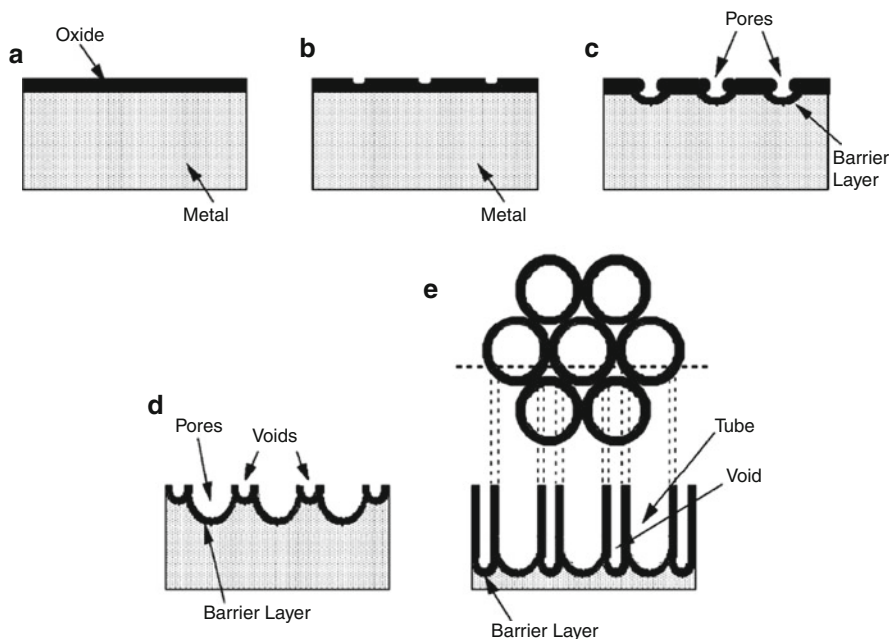 a
Oxide
Metal
b
Metal
c
Pores
Barrier
Layer
d
Pores
Voids
Barrier Layer
e
Tube
Void
Barrier Layer